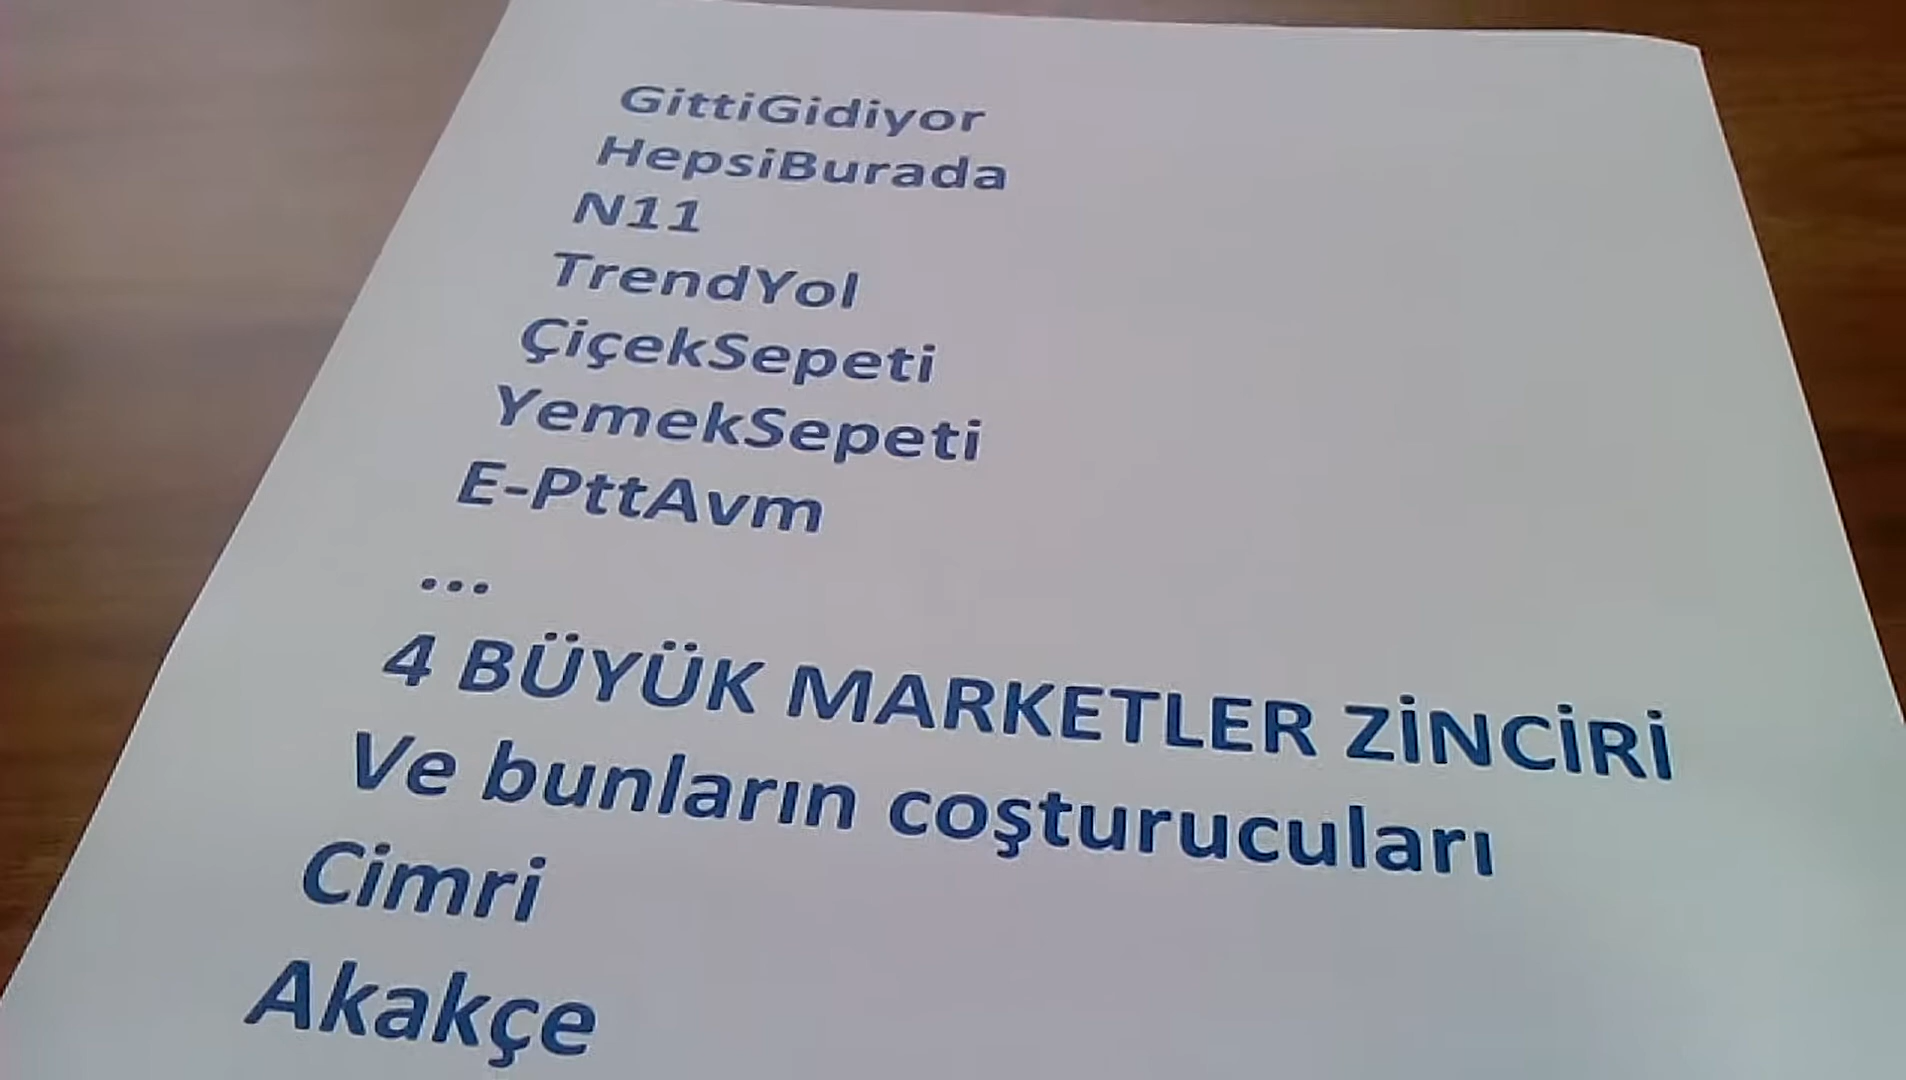 GittiGidiyor
HepsiBurada
N11
TrendYol
ÇiçekSepeti
YemekSepeti
E-PttAvm
...
4 BÜYÜK MARKETLER ZİNCİRİ
Ve bunların coşturucuları
Cimri
Akakçe